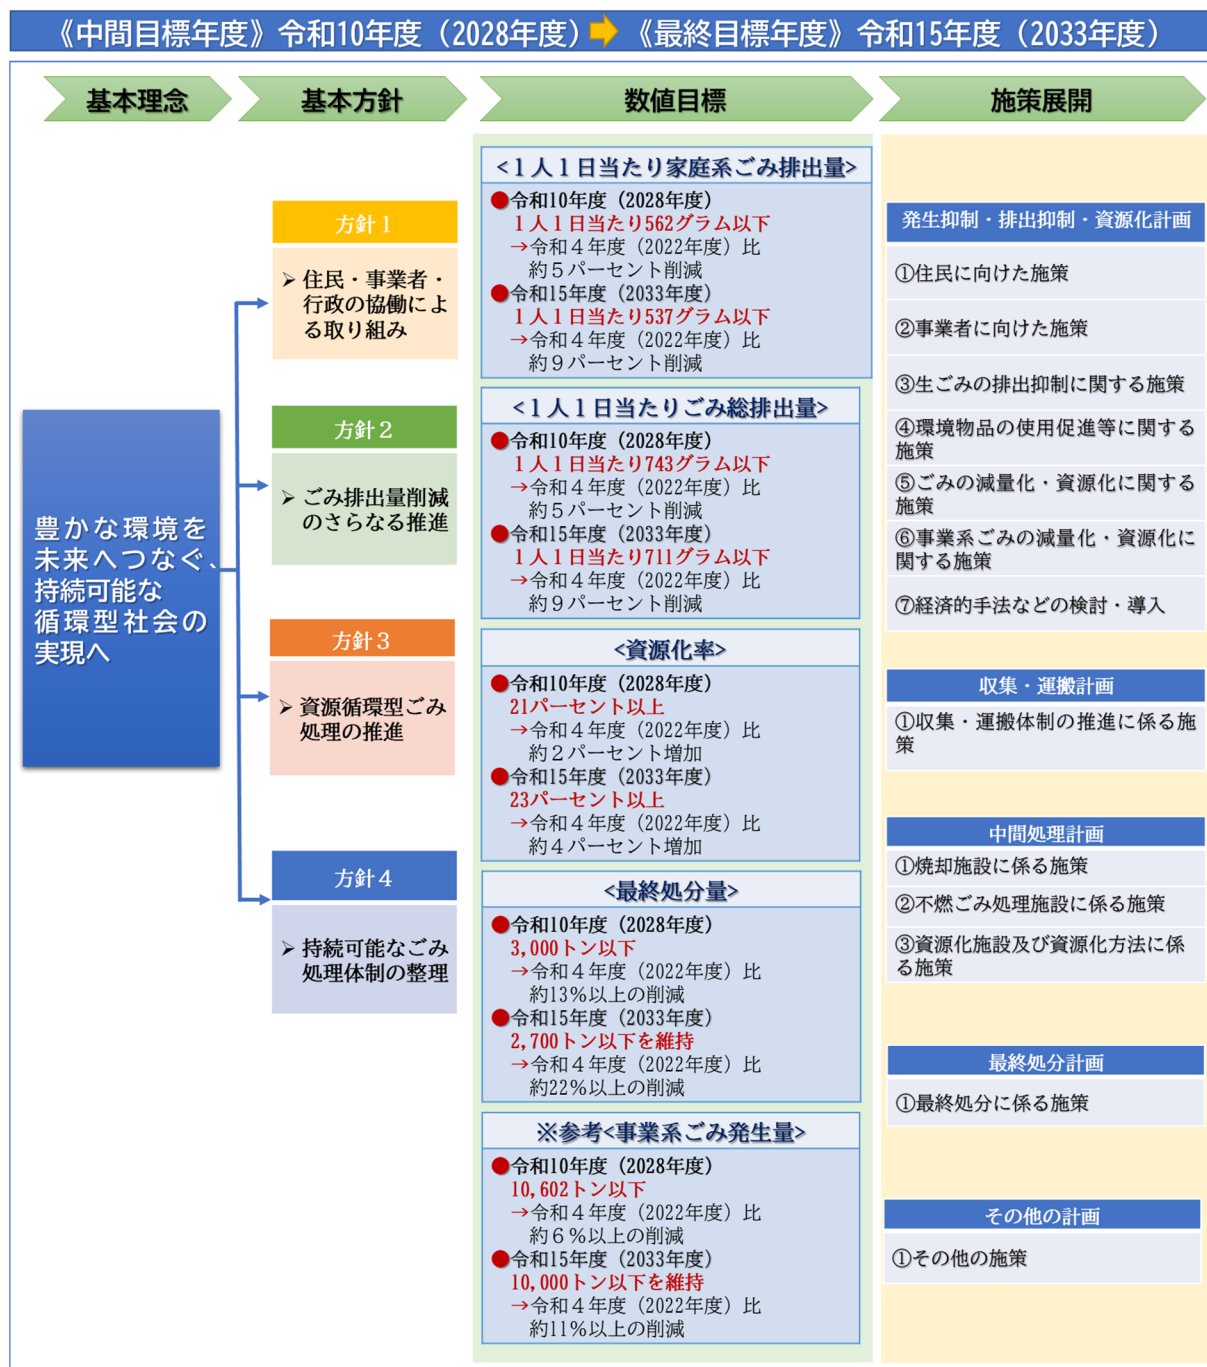 《中間目標年度》令和10年度（2028年度）➡《最終目標年度》令和15年度（2033年度）
基本理念
基本方針
数値目標
施策展開
豊かな環境を
未来へつなぐ、
持続可能な
循環型社会の
実現へ
方針１
➢ 住民・事業者・
行政の協働によ
る取り組み
方針２
➢ ごみ排出量削減
のさらなる推進
方針３
➢ 資源循環型ごみ
処理の推進
方針４
➢ 持続可能なごみ
処理体制の整理
<１人１日当たり家庭系ごみ排出量>
●令和10年度（2028年度）
１人１日当たり562グラム以下
→令和４年度（2022年度）比
約５パーセント削減
●令和15年度（2033年度）
１人１日当たり537グラム以下
→令和４年度（2022年度）比
約９パーセント削減
<１人１日当たりごみ総排出量>
●令和10年度（2028年度）
１人１日当たり743グラム以下
→令和４年度（2022年度）比
約５パーセント削減
●令和15年度（2033年度）
１人１日当たり711グラム以下
→令和４年度（2022年度）比
約９パーセント削減
<資源化率>
●令和10年度（2028年度）
21パーセント以上
→令和４年度（2022年度）比
約２パーセント増加
●令和15年度（2033年度）
23パーセント以上
→令和４年度（2022年度）比
約４パーセント増加
<最終処分量>
●令和10年度（2028年度）
3,000トン以下
→令和４年度（2022年度）比
約13%以上の削減
●令和15年度（2033年度）
2,700トン以下を維持
→令和４年度（2022年度）比
約22%以上の削減
※参考<事業系ごみ発生量>
●令和10年度（2028年度）
10,602トン以下
→令和４年度（2022年度）比
約６%以上の削減
●令和15年度（2033年度）
10,000トン以下を維持
→令和４年度（2022年度）比
約11%以上の削減
発生抑制・排出抑制・資源化計画
①住民に向けた施策
②事業者に向けた施策
③生ごみの排出抑制に関する施策
④環境物品の使用促進等に関する
施策
⑤ごみの減量化・資源化に関する
施策
⑥事業系ごみの減量化・資源化に
関する施策
⑦経済的手法などの検討・導入
収集・運搬計画
①収集・運搬体制の推進に係る施
策
中間処理計画
①焼却施設に係る施策
②不燃ごみ処理施設に係る施策
③資源化施設及び資源化方法に係
る施策
最終処分計画
①最終処分に係る施策
その他の計画
①その他の施策